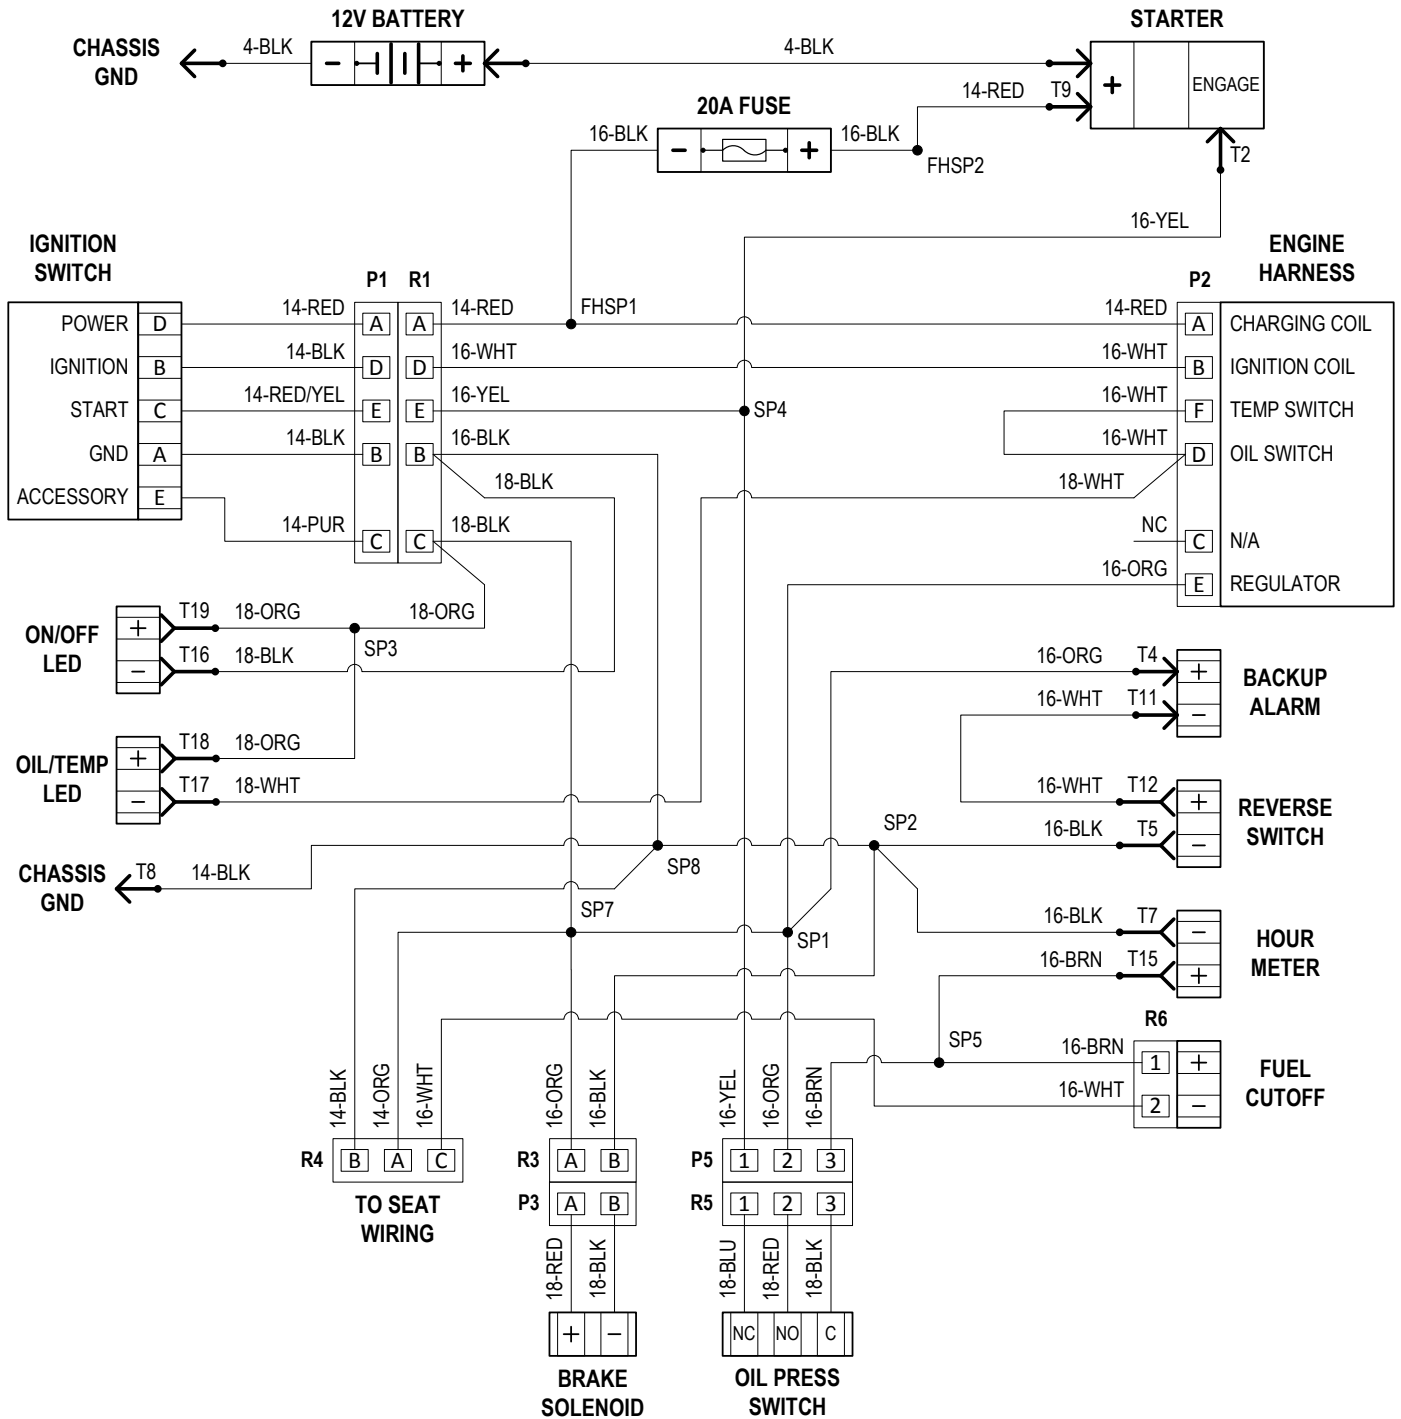 12V BATTERY
STARTER
CHASSIS
GND
4-BLK
4-BLK
- +
+
ENGAGE
14-RED
T9
20A FUSE
16-BLK
16-BLK
- +
FHSP2
T2
16-YEL
IGNITION
SWITCH
ENGINE
HARNESS
P1
R1
P2
POWER D
14-RED
A
A
14-RED
FHSP1
14-RED
A
CHARGING COIL
IGNITION B
14-BLK
D
D
16-WHT
16-WHT
B
IGNITION COIL
START C
14-RED/YEL
E
E
16-YEL
SP4
16-WHT
F
TEMP SWITCH
GND A
14-BLK
B
B
16-BLK
16-WHT
D
OIL SWITCH
ACCESSORY E
18-BLK
18-WHT
14-PUR
C
C
18-BLK
NC
C
N/A
16-ORG
E
REGULATOR
ON/OFF
LED
+
T19
18-ORG
18-ORG
SP3
-
T16
18-BLK
16-ORG
T4
+
BACKUP
ALARM
16-WHT
T11
-
OIL/TEMP
LED
+
T18
18-ORG
-
T17
18-WHT
16-WHT
T12
+
REVERSE
SWITCH
16-BLK
T5
-
SP2
SP8
CHASSIS
GND
T8
14-BLK
SP7
SP1
16-BLK
T7
-
HOUR
METER
16-BRN
T15
+
R6
SP5
16-BRN
1
+
FUEL
CUTOFF
16-WHT
2
-
14-BLK
14-ORG
16-WHT
16-ORG
16-BLK
16-YEL
16-ORG
16-BRN
R4
B
A
C
R3
A
B
P5
1
2
3
TO SEAT
WIRING
P3
A
B
R5
1
2
3
18-RED
18-BLK
18-BLU
18-RED
18-BLK
+ -
NC NO C
BRAKE
SOLENOID
OIL PRESS
SWITCH